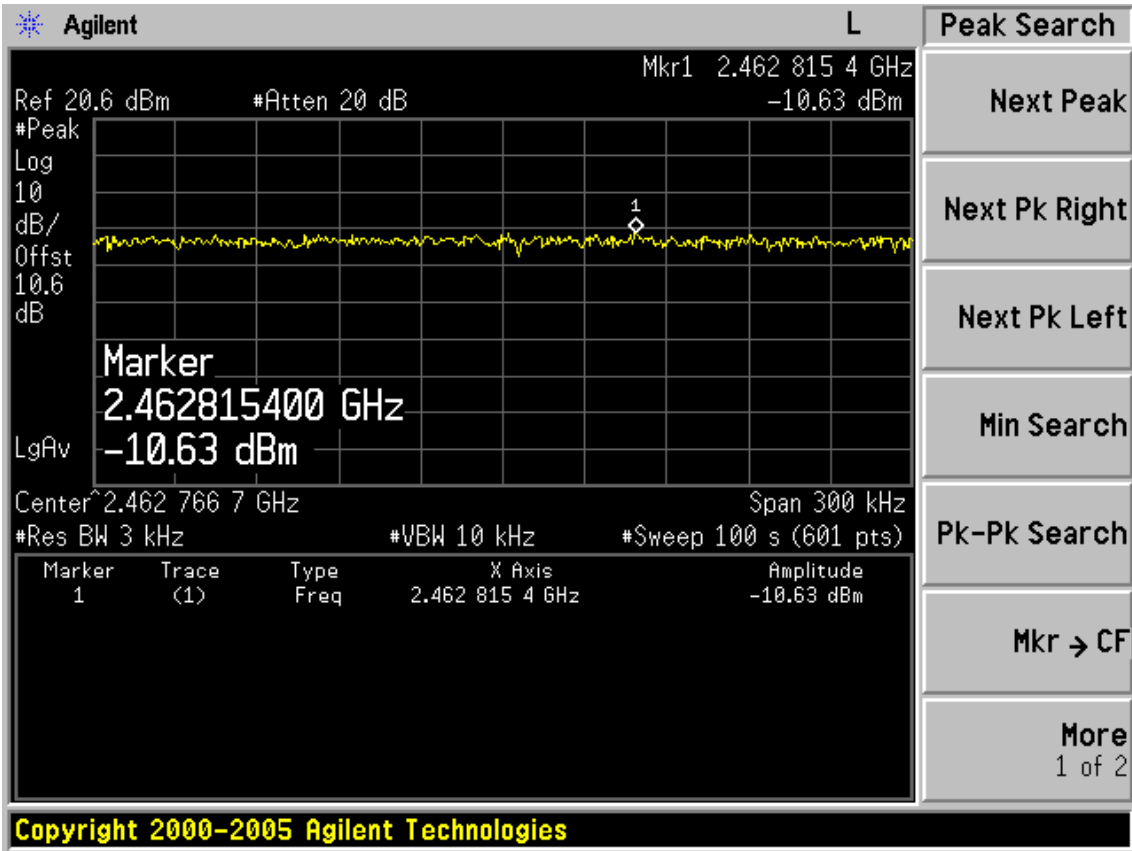 Agilent L Peak Search
Mkr1 2.462 815 4 GHz
Ref 20.6 dBm #Atten 20 dB -10.63 dBm
#Peak
Log
10
dB/
Offst
10.6
dB
1
Marker
2.462815400 GHz
-10.63 dBm
LgAv
Center^2.462 766 7 GHz Span 300 kHz
#Res BW 3 kHz #VBW 10 kHz #Sweep 100 s (601 pts)
Marker Trace Type X Axis Amplitude
1 (1) Freq 2.462 815 4 GHz -10.63 dBm
Next Peak
Next Pk Right
Next Pk Left
Min Search
Pk-Pk Search
Mkr → CF
More
1 of 2
Copyright 2000-2005 Agilent Technologies